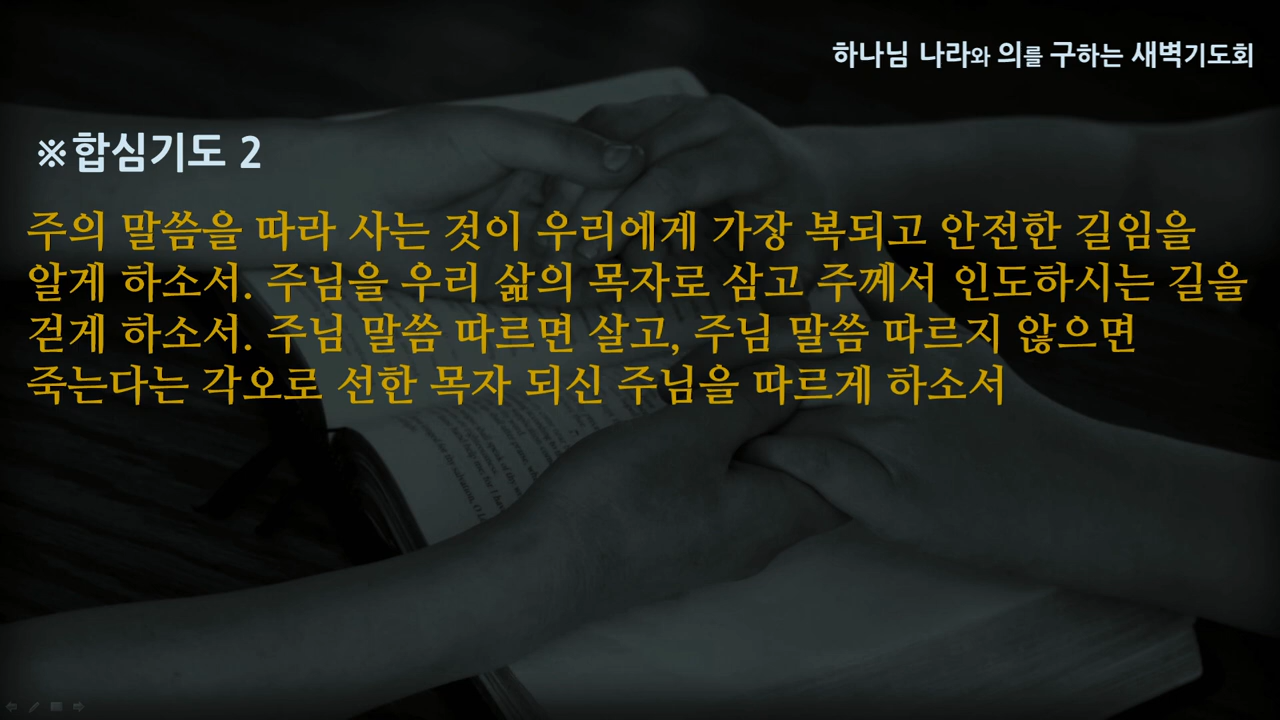 하나님 나라와 의를 구하는 새벽기도회
※합심기도 2
주의 말씀을 따라 사는 것이 우리에게 가장 복되고 안전한 길임을
알게 하소서. 주님을 우리 삶의 목자로 삼고 주께서 인도하시는 길을
걷게 하소서. 주님 말씀 따르면 살고, 주님 말씀 따르지 않으면
죽는다는 각오로 선한 목자 되신 주님을 따르게 하소서